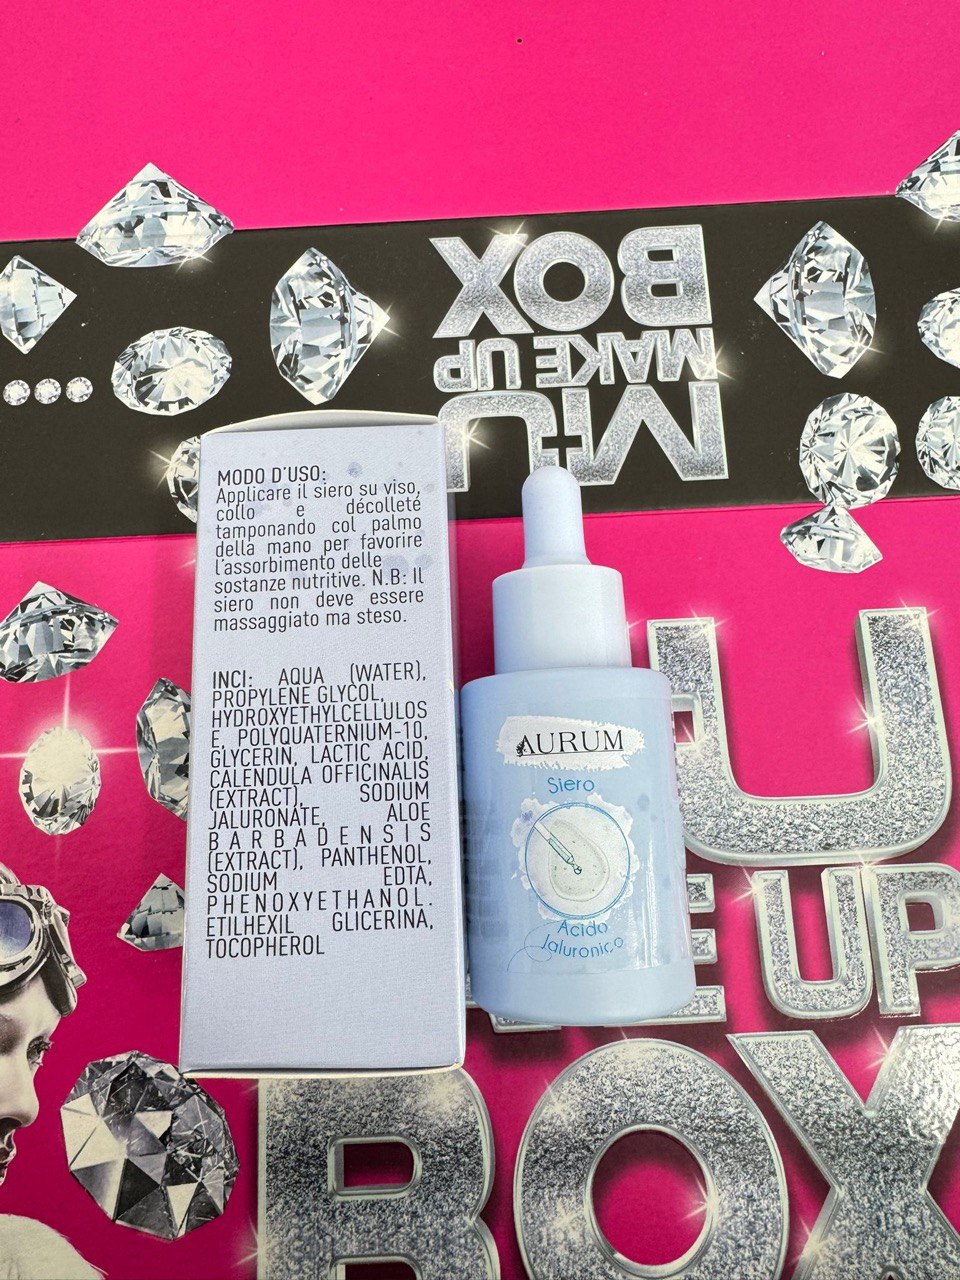 BOX
MAKE UP
MU
MODO D'USO:
Applicare il siero su viso,
collo e décolleté
tamponando col palmo
della mano per favorire
l'assorbimento delle
sostanze nutritive. N.B: Il
siero non deve essere
massaggiato ma steso.
INCI: AQUA (WATER),
PROPYLENE GLYCOL,
HYDROXYETHYLCELLULOS
E, POLYQUATERNIUM-10,
GLYCERIN, LACTIC ACID,
CALENDULA OFFICINALIS
(EXTRACT), SODIUM
JALURONATE, ALOE
BARBADENSIS
(EXTRACT), PANTHENOL,
SODIUM EDTA,
PHENOXYETHANOL.
ETILHEXIL GLICERINA,
TOCOPHEROL
AURUM
Siero
Acido
Jaluronico
U
E UP
BOX